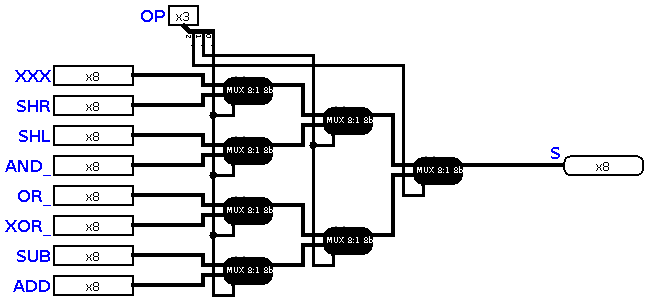 OP x3
2 1 0
XXX x8
MUX 8:1 8b
SHR x8
MUX 8:1 8b
SHL x8
MUX 8:1 8b
S
AND_ x8
x8
MUX 8:1 8b
OR_ x8
MUX 8:1 8b
XOR_ x8
MUX 8:1 8b
SUB x8
MUX 8:1 8b
ADD x8